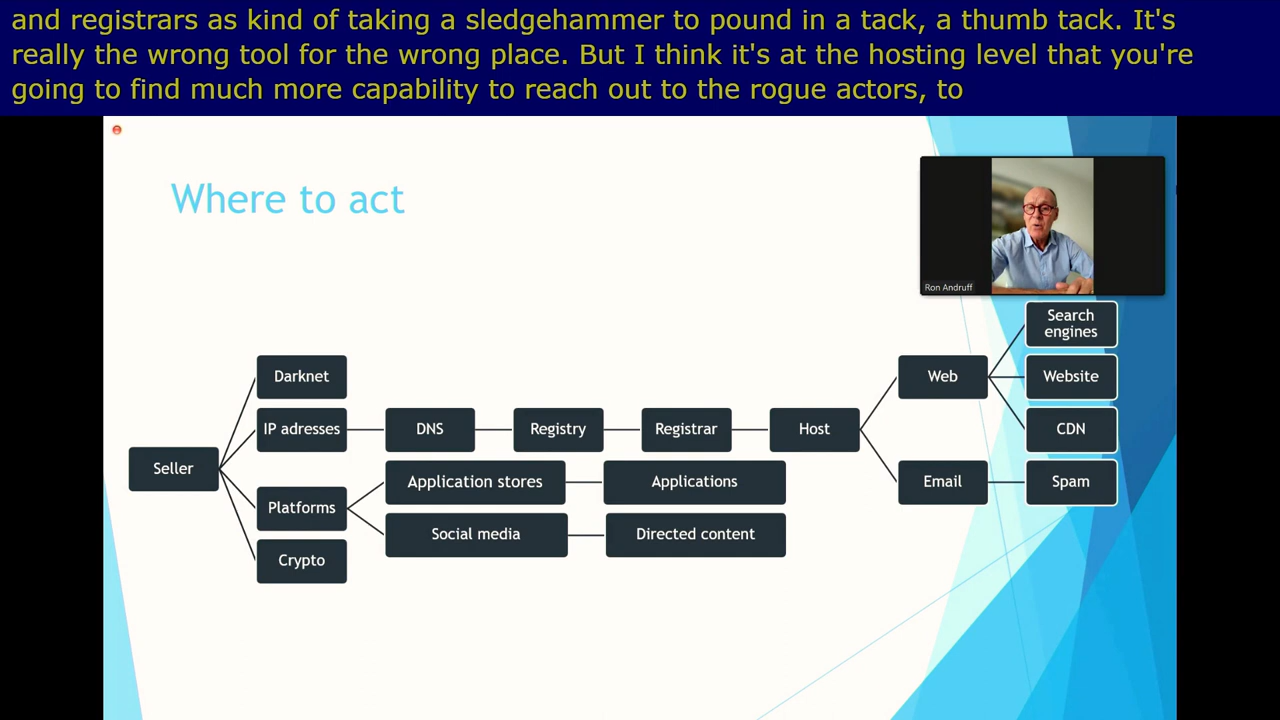 and registrars as kind of taking a sledgehammer to pound in a tack, a thumb tack. It's
really the wrong tool for the wrong place. But I think it's at the hosting level that you're
going to find much more capability to reach out to the rogue actors, to
Where to act
Ron Andruff
Search
engines
Darknet
Web
Website
IP adresses
DNS
Registry
Registrar
Host
CDN
Seller
Application stores
Applications
Email
Spam
Platforms
Social media
Directed content
Crypto